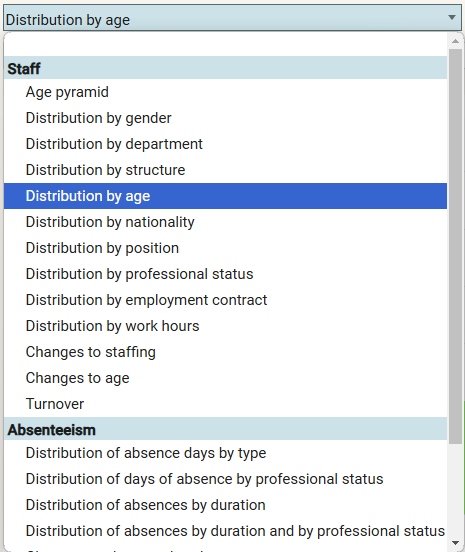 Distribution by age
Staff
Age pyramid
Distribution by gender
Distribution by department
Distribution by structure
Distribution by age
Distribution by nationality
Distribution by position
Distribution by professional status
Distribution by employment contract
Distribution by work hours
Changes to staffing
Changes to age
Turnover
Absenteeism
Distribution of absence days by type
Distribution of days of absence by professional status
Distribution of absences by duration
Distribution of absences by duration and by professional status